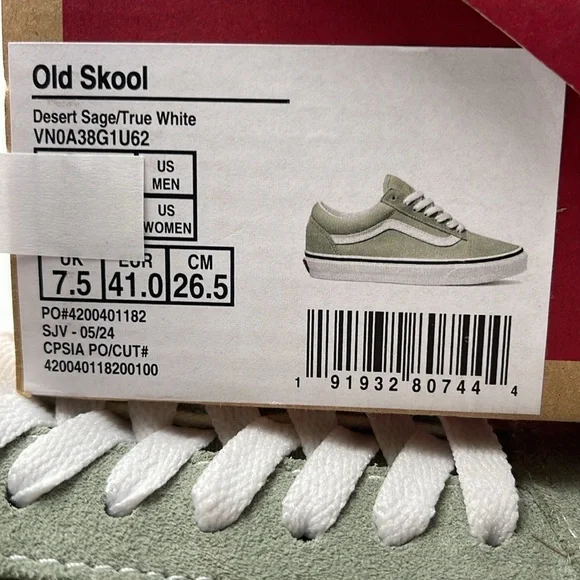 Old Skool
Desert Sage/True White
VN0A38G1U62
US
MEN
US
WOMEN
UK EUR CM
7.5 41.0 26.5
PO#4200401182
SJV - 05/24
CPSIA PO/CUT#
420040118200100
1 91932 80744 4